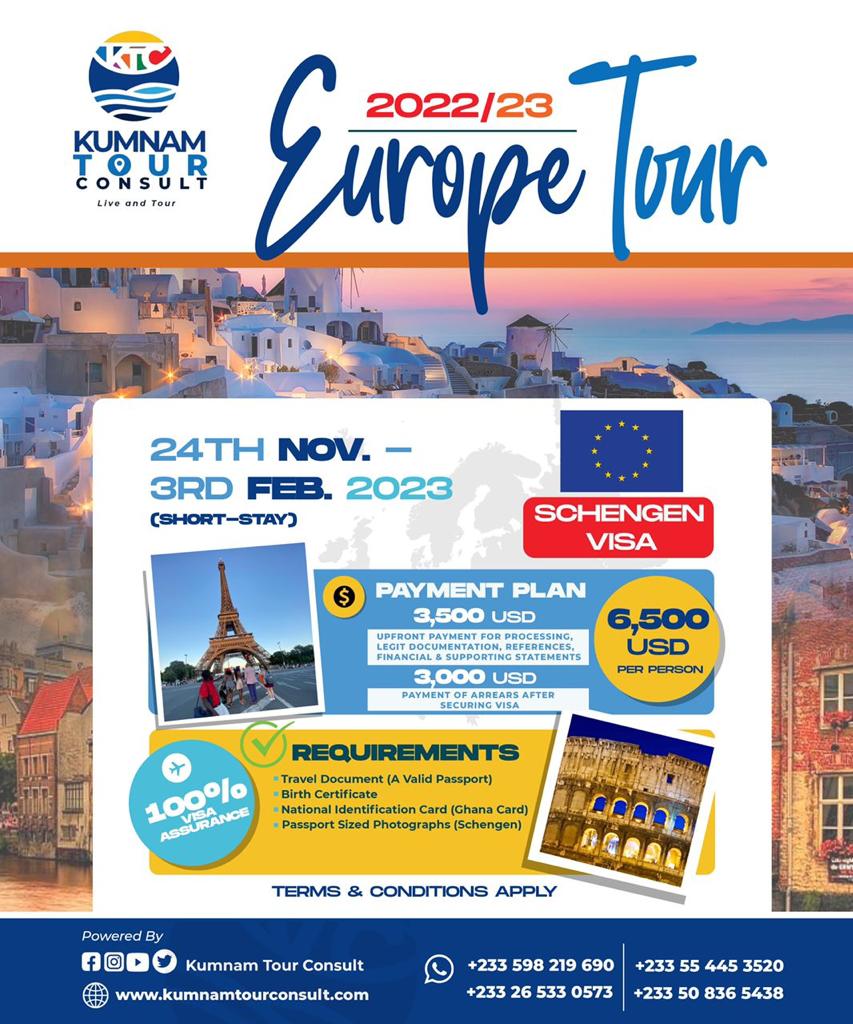 KTC
KUMNAM
TOUR
CONSULT
Live and Tour
2022/23
Europe Tour
24TH NOV. –
3RD FEB. 2023
(SHORT-STAY)
SCHENGEN
VISA
PAYMENT PLAN
3,500 USD
UPFRONT PAYMENT FOR PROCESSING,
LEGIT DOCUMENTATION, REFERENCES,
FINANCIAL & SUPPORTING STATEMENTS
3,000 USD
PAYMENT OF ARREARS AFTER
SECURING VISA
6,500
USD
PER PERSON
100%
VISA
ASSURANCE
REQUIREMENTS
Travel Document (A Valid Passport)
Birth Certificate
National Identification Card (Ghana Card)
Passport Sized Photographs (Schengen)
TERMS & CONDITIONS APPLY
Powered By
Kumnam Tour Consult
www.kumnamtourconsult.com
+233 598 219 690
+233 26 533 0573
+233 55 445 3520
+233 50 836 5438